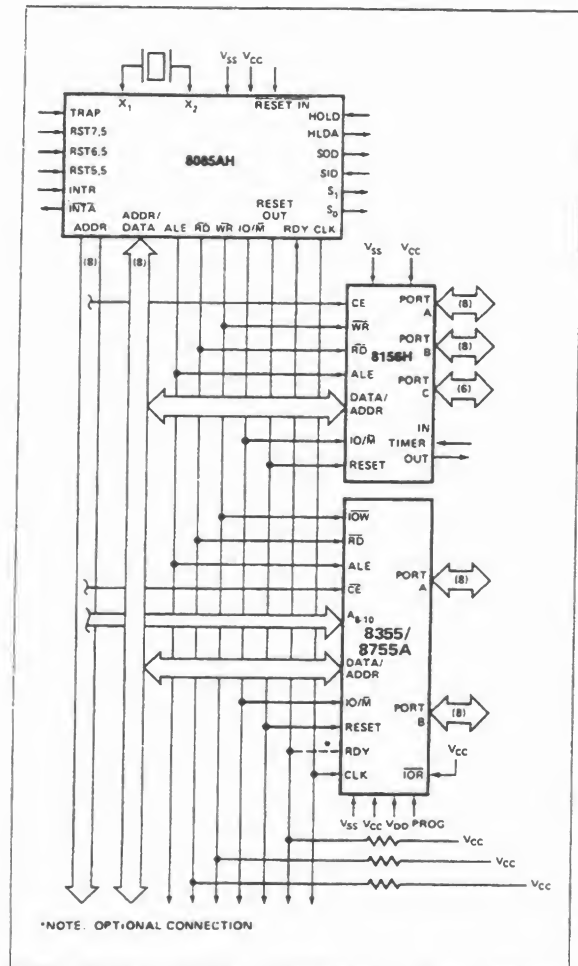 VSS VCC
X1 X2 RESET IN
TRAP
RST7,5
RST6,5
RST5,5
INTR
INTA
8085AH
HOLD
HLDA
SOD
SID
S1
S0
ADDR
ADDR/
DATA
ALE
RD
WR
IO/M
RESET
OUT
RDY
CLK
(8)
(8)
VSS
VCC
CE
WR
RD
ALE
DATA/
ADDR
IO/M
RESET
8156H
PORT
A
(8)
PORT
B
(8)
PORT
C
(6)
IN
TIMER
OUT
IOW
RD
ALE
CE
A8-10
DATA/
ADDR
IO/M
RESET
RDY
*
CLK
8355/
8755A
PORT
A
(8)
PORT
B
(8)
VCC
IOR
VSS VCC VDD PROG
VCC
VCC
VCC
*NOTE. OPTIONAL CONNECTION